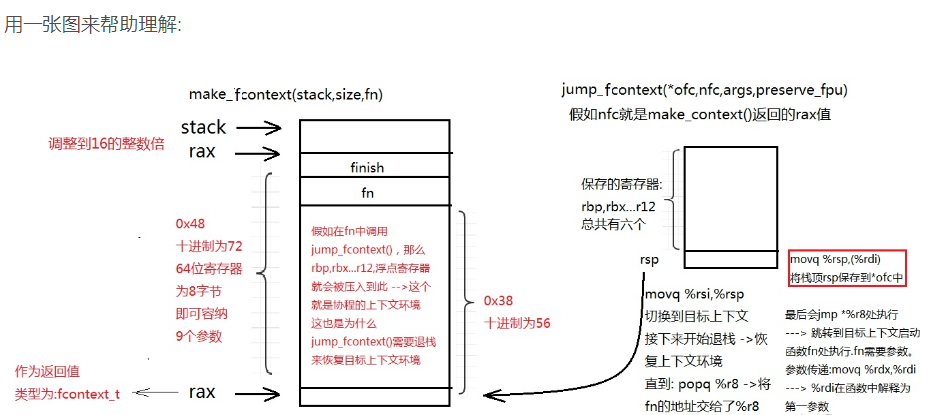 用一张图来帮助理解:
make_fcontext(stack,size,fn)
stack
调整到16的整数倍
rax
finish
fn
0x48
十进制为72
64位寄存器
为8字节
即可容纳
9个参数
假如在fn中调用
jump_fcontext()，那么
rbp,rbx...r12,浮点寄存器
就会被压入到此 -->这个
就是协程的上下文环境
这也是为什么
jump_fcontext()需要退栈
来恢复目标上下文环境
0x38
十进制为56
作为返回值
类型为:fcontext_t
rax
jump_fcontext(*ofc,nfc,args,preserve_fpu)
假如nfc就是make_context()返回的rax值
保存的寄存器:
rbp,rbx...r12
总共有六个
rsp
movq %rsp,(%rdi)
将栈顶rsp保存到*ofc中
movq %rsi,%rsp
切换到目标上下文
接下来开始退栈 ->恢
复上下文环境
直到: popq %r8 ->将
fn的地址交给了%r8
最后会jmp *%r8处执行
---> 跳转到目标上下文启动
函数fn处执行.fn需要参数。
参数传递:movq %rdx,%rdi
---> %rdi在函数中解释为
第一参数